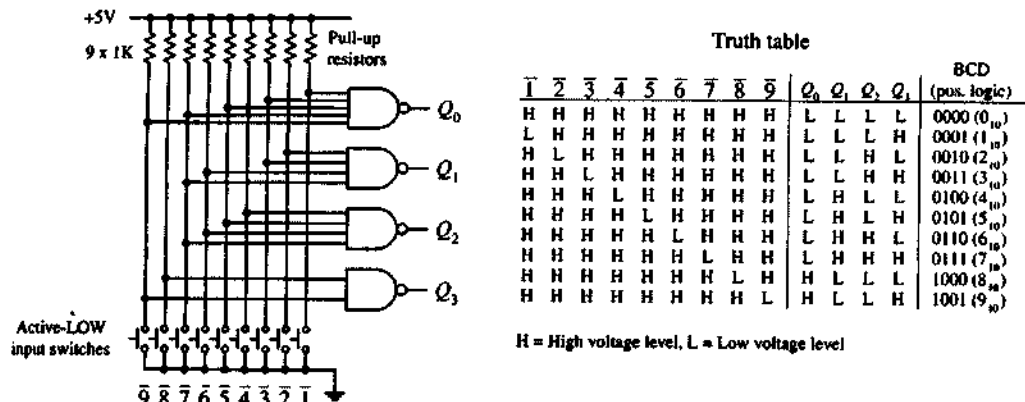 +5V
9 x 1K
Pull-up
resistors
Q0
Q1
Q2
Q3
Active-LOW
input switches
9̅ 8̅ 7̅ 6̅ 5̅ 4̅ 3̅ 2̅ 1̅
Truth table
BCD
1̅ 2̅ 3̅ 4̅ 5̅ 6̅ 7̅ 8̅ 9̅ Q0 Q1 Q2 Q3 (pos. logic)
H H H H H H H H H L L L L 0000 (0₁₀)
L H H H H H H H H L L L H 0001 (1₁₀)
H L H H H H H H H L L H L 0010 (2₁₀)
H H L H H H H H H L L H H 0011 (3₁₀)
H H H L H H H H H L H L L 0100 (4₁₀)
H H H H L H H H H L H L H 0101 (5₁₀)
H H H H H L H H H L H H L 0110 (6₁₀)
H H H H H H L H H L H H H 0111 (7₁₀)
H H H H H H H L H H L L L 1000 (8₁₀)
H H H H H H H H L H L L H 1001 (9₁₀)
H = High voltage level, L = Low voltage level